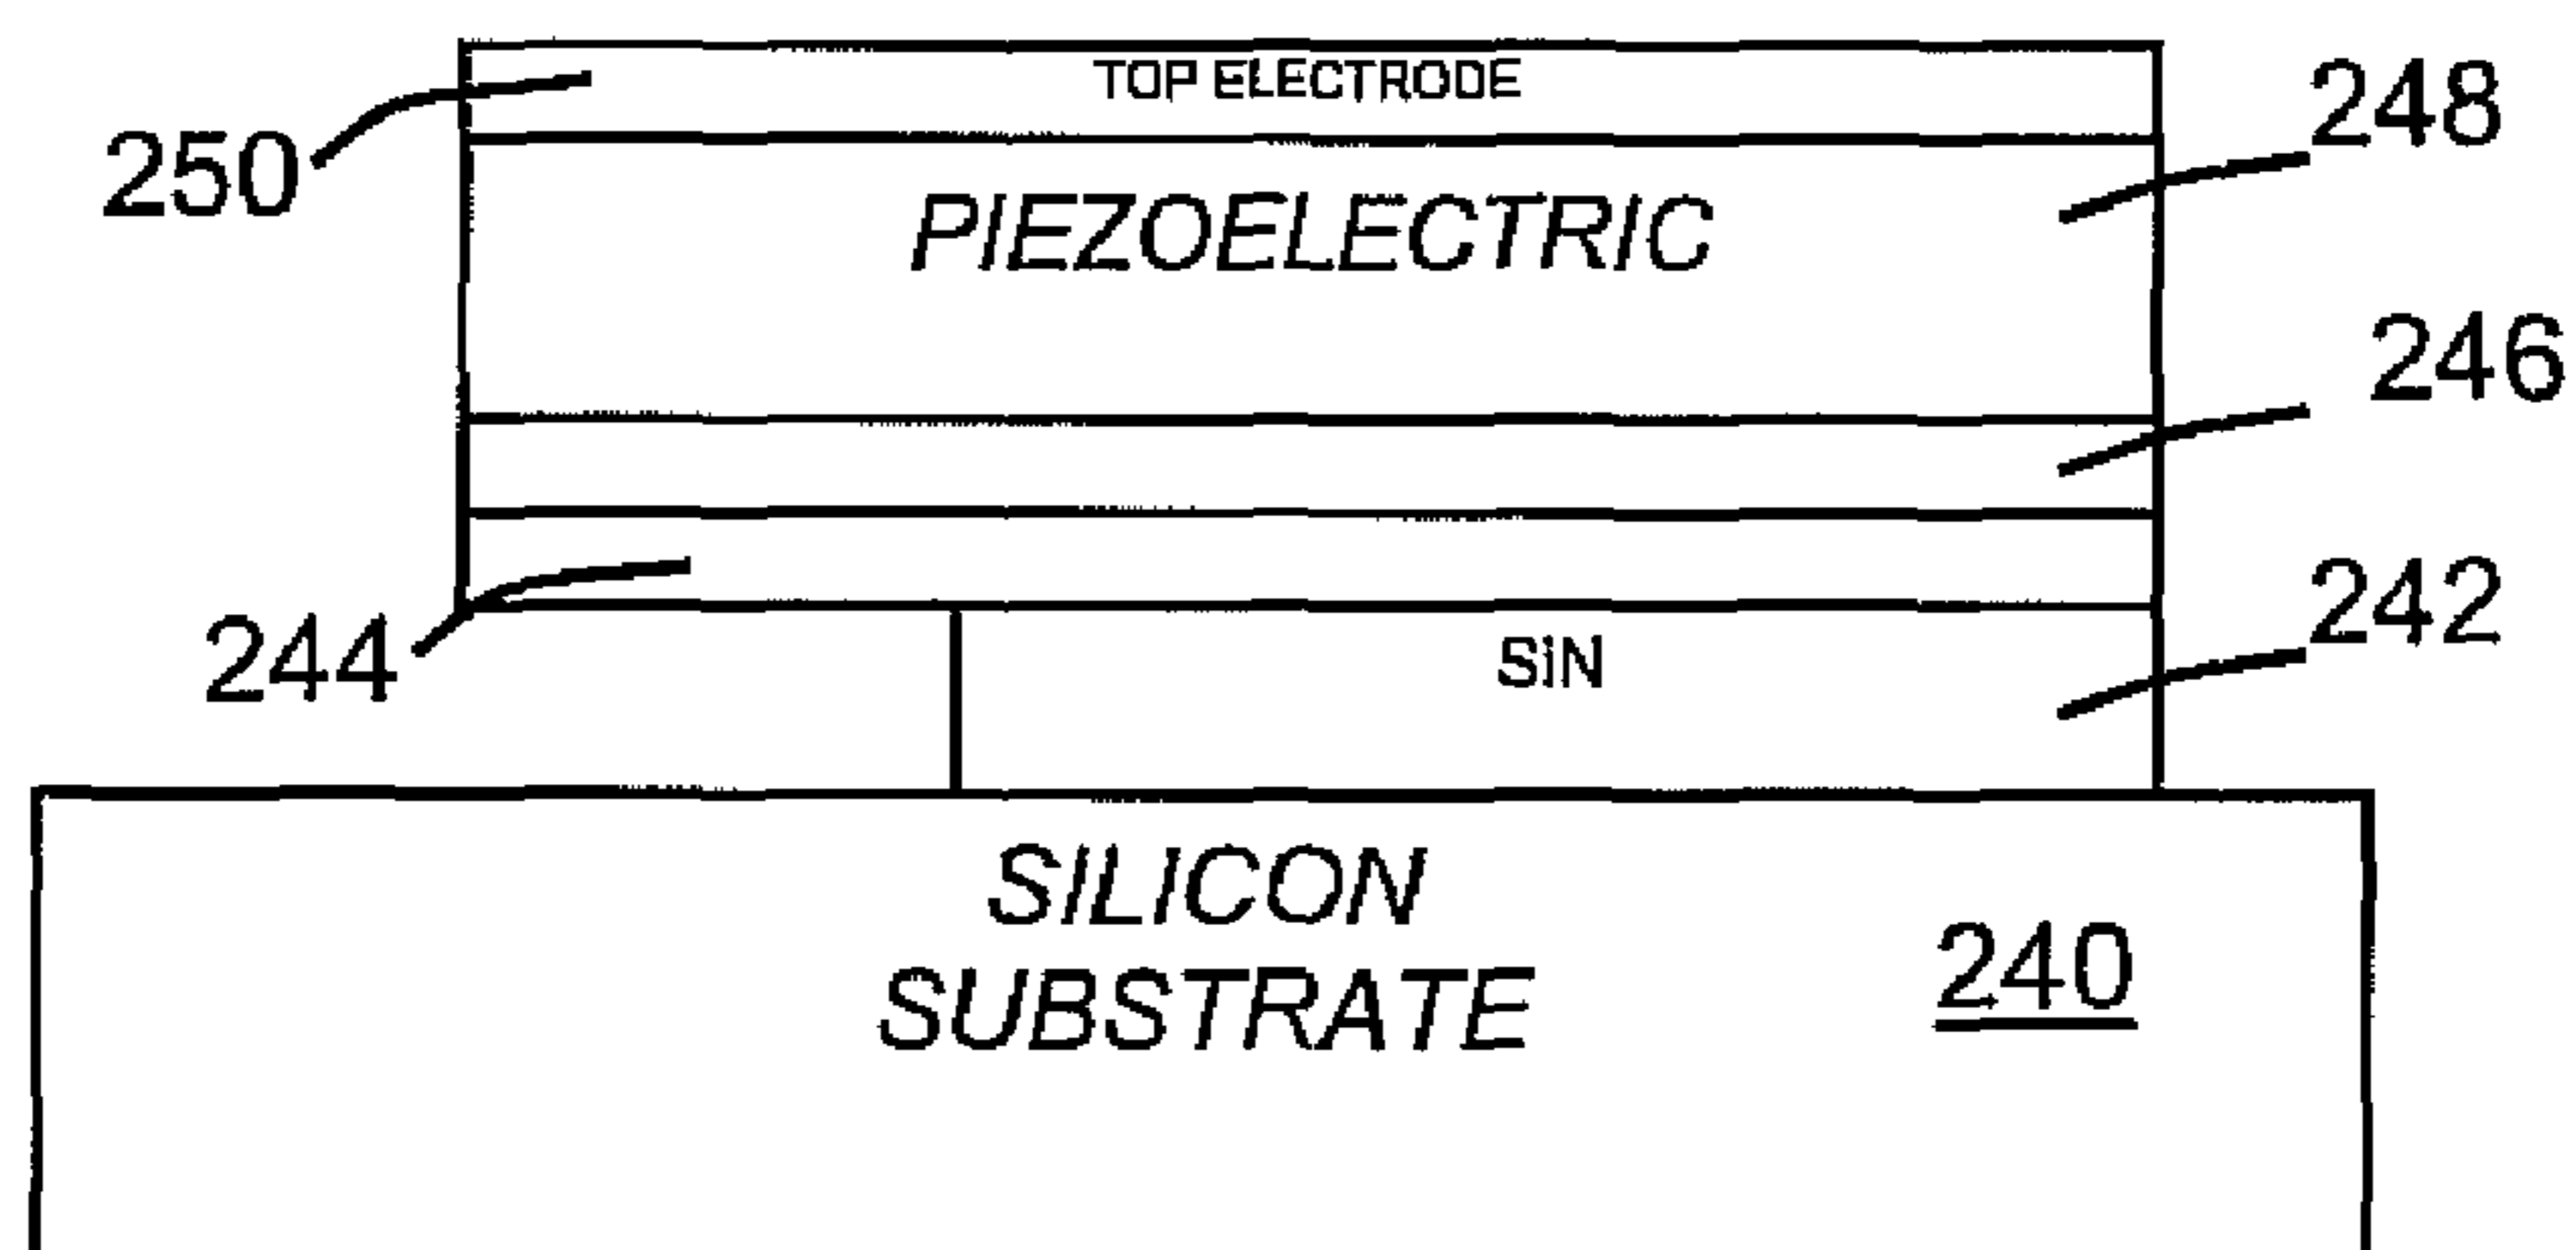 TOP ELECTRODE
248
250
PIEZOELECTRIC
246
242
244
SiN
SILICON
240
SUBSTRATE